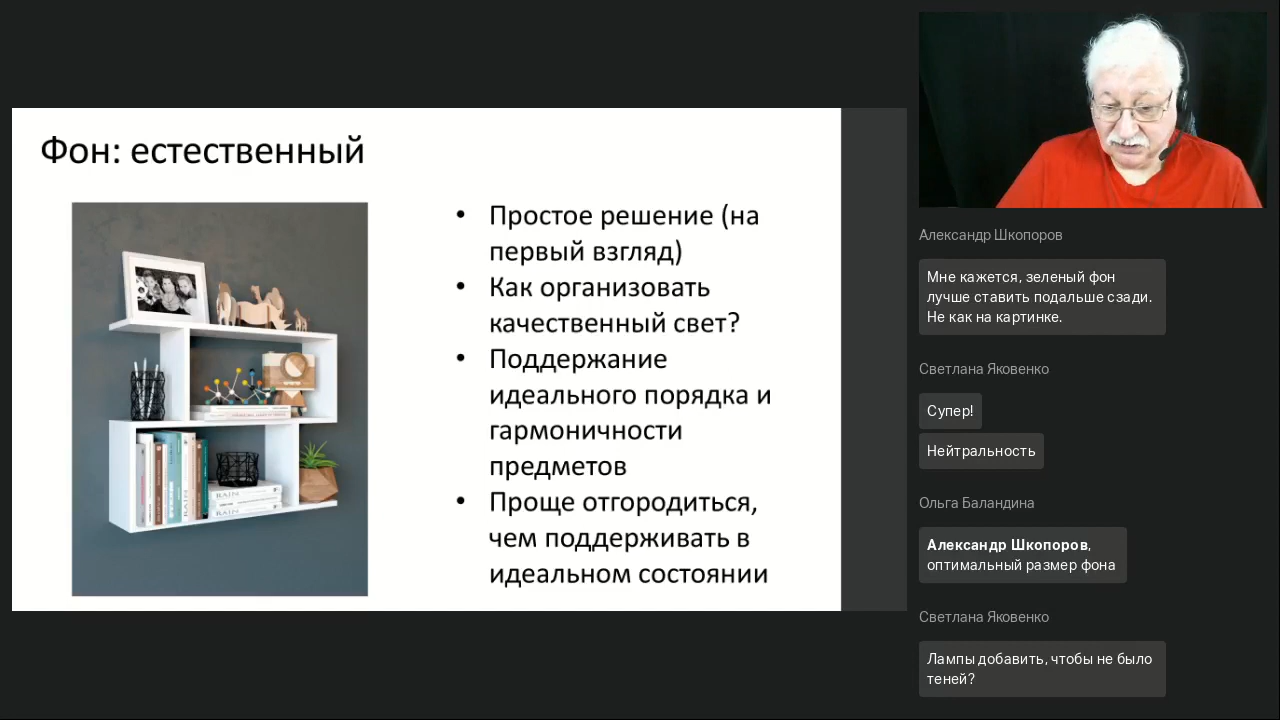 Фон: естественный
• Простое решение (на
первый взгляд)
• Как организовать
качественный свет?
• Поддержание
идеального порядка и
гармоничности
предметов
• Проще отгородиться,
чем поддерживать в
идеальном состоянии
RAIN
RAIN
Александр Шкопоров
Мне кажется, зеленый фон
лучше ставить подальше сзади.
Не как на картинке.
Светлана Яковенко
Супер!
Нейтральность
Ольга Баландина
Александр Шкопоров,
оптимальный размер фона
Светлана Яковенко
Лампы добавить, чтобы не было
теней?